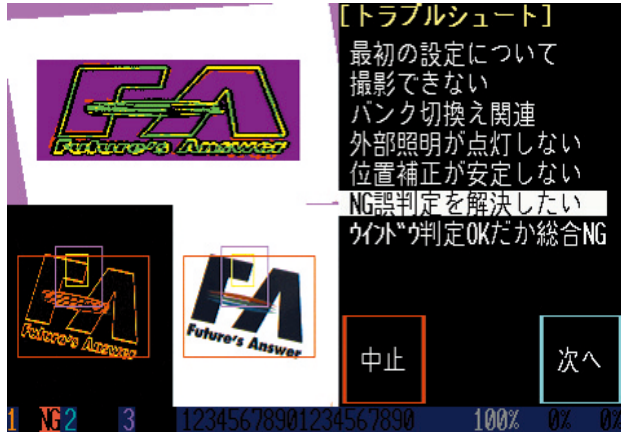 [トラブルシュート]
最初の設定について
撮影できない
バンク切換え関連
外部照明が点灯しない
位置補正が安定しない
NG誤判定を解決したい
ウインドウ判定OKだが総合NG
中止
次へ
FA
Future's Answer
FA
Future's Answer
FA
Future's Answer
1 NG 2 3 12345678901234567890 100% 0% 0%